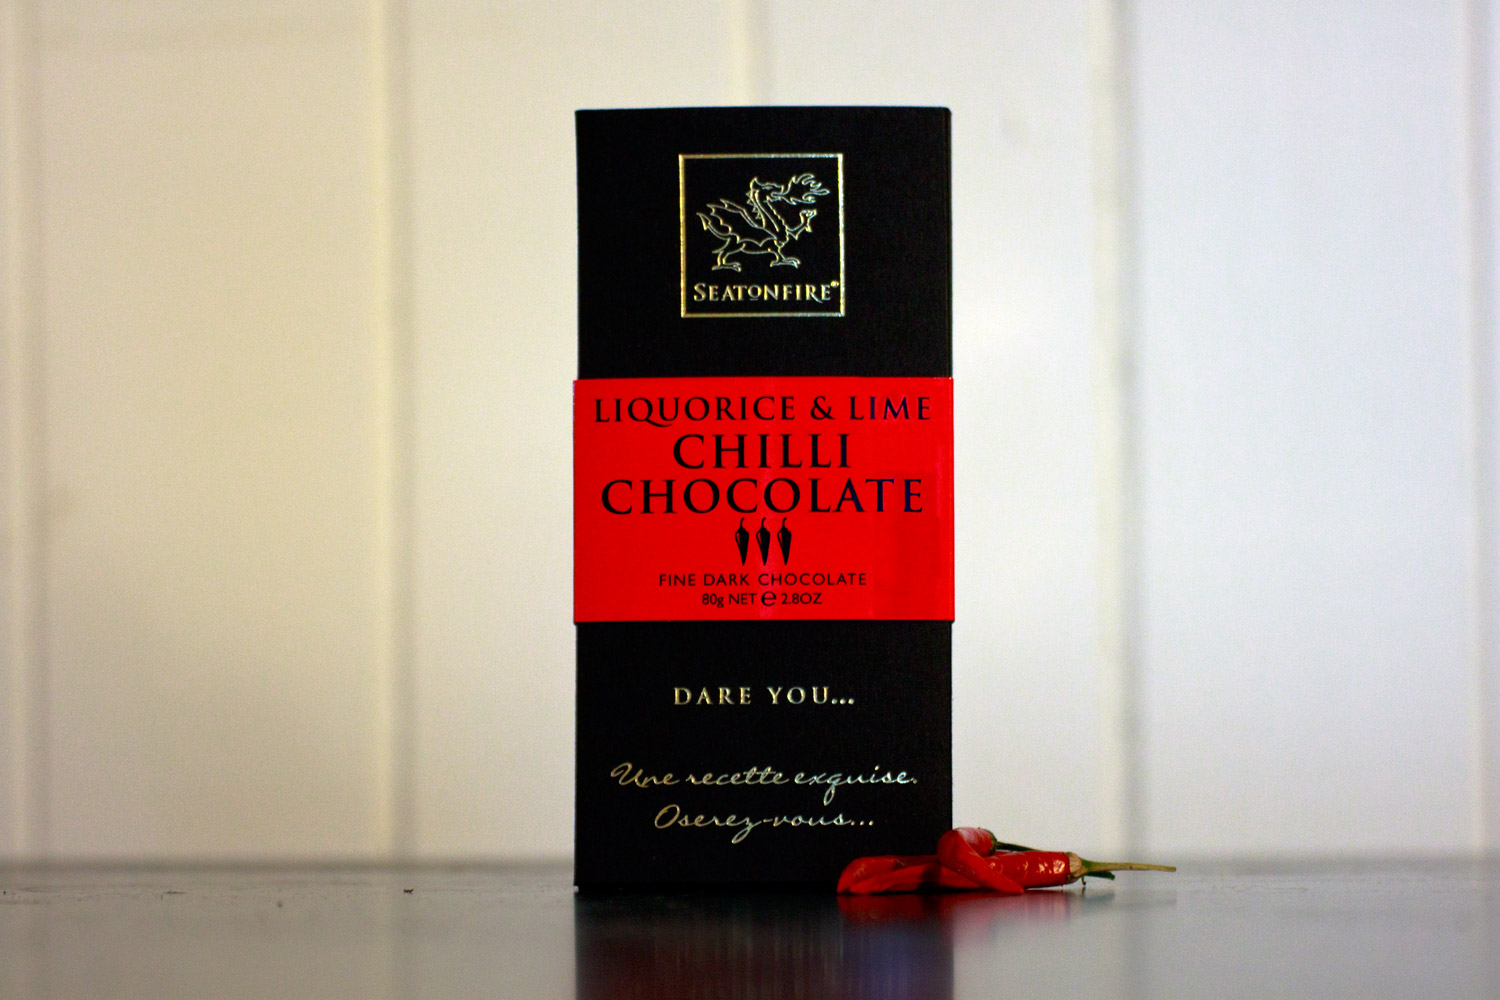 SEATONFIRE®
LIQUORICE & LIME
CHILLI
CHOCOLATE
FINE DARK CHOCOLATE
80g NET ℮ 2.8OZ
DARE YOU...
Une recette exquise.
Oserez-vous...